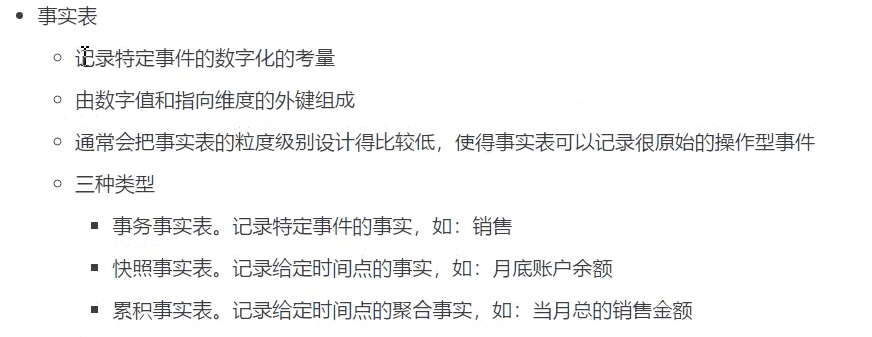 事实表
记录特定事件的数字化的考量
由数字值和指向维度的外键组成
通常会把事实表的粒度级别设计得比较低，使得事实表可以记录很原始的操作型事件
三种类型
事务事实表。记录特定事件的事实，如：销售
快照事实表。记录给定时间点的事实，如：月底账户余额
累积事实表。记录给定时间点的聚合事实，如：当月总的销售金额